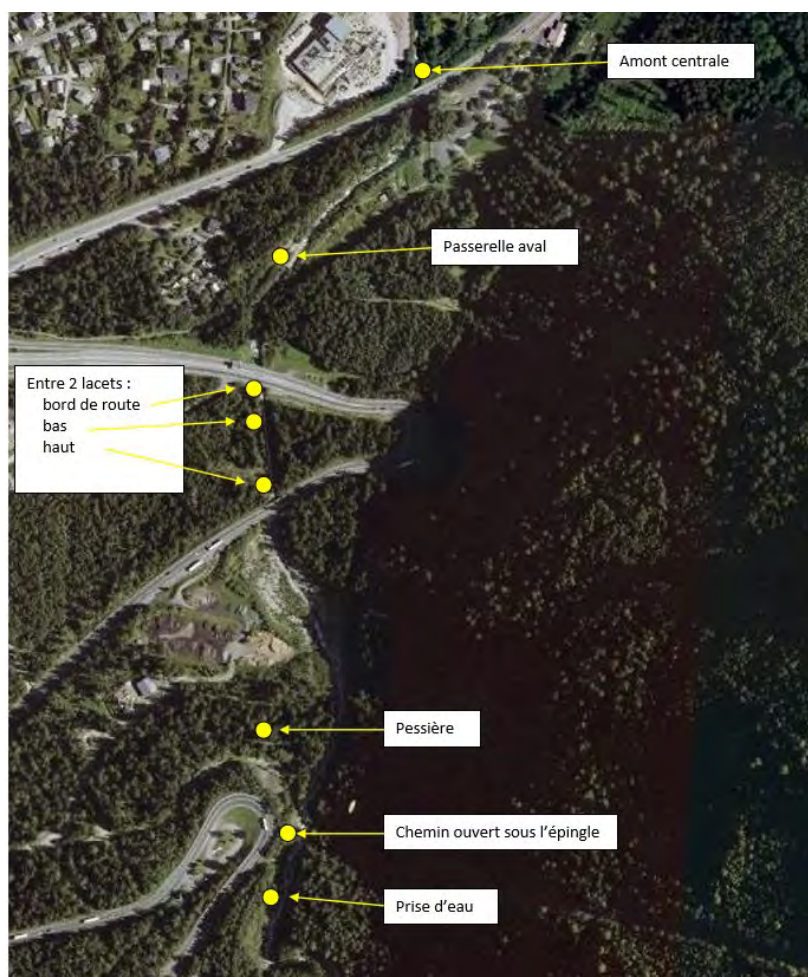 Amont centrale
Passerelle aval
Entre 2 lacets :
bord de route
bas
haut
Pessière
Chemin ouvert sous l’épingle
Prise d’eau